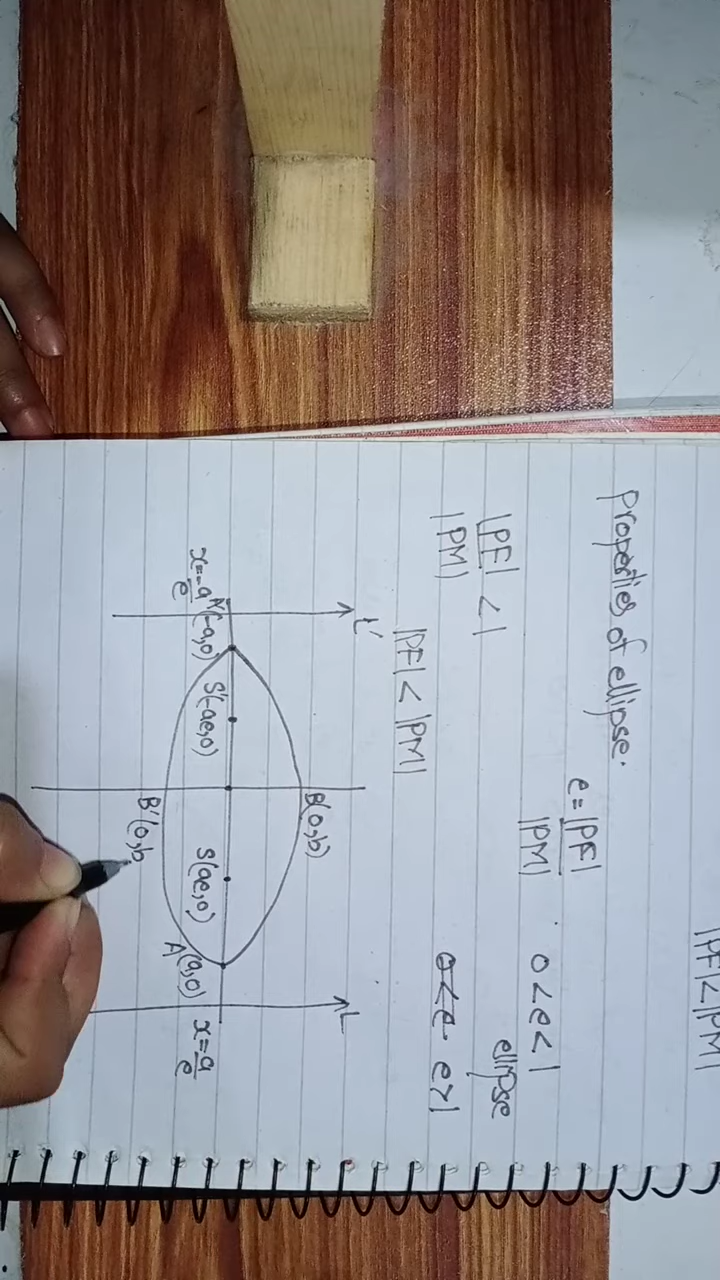 |PF|<|PM|
Properties of ellipse.
e = |PF|
|PM|
0<e<1
ellipse
|PF| < 1
|PM|
0<e e>1
|PF| < |PM|
L'
L
B(0,b)
A'(-a,0)
S'(-ae,0)
S(ae,0)
A(a,0)
x=-a
e
x=a
e
B'(0,b